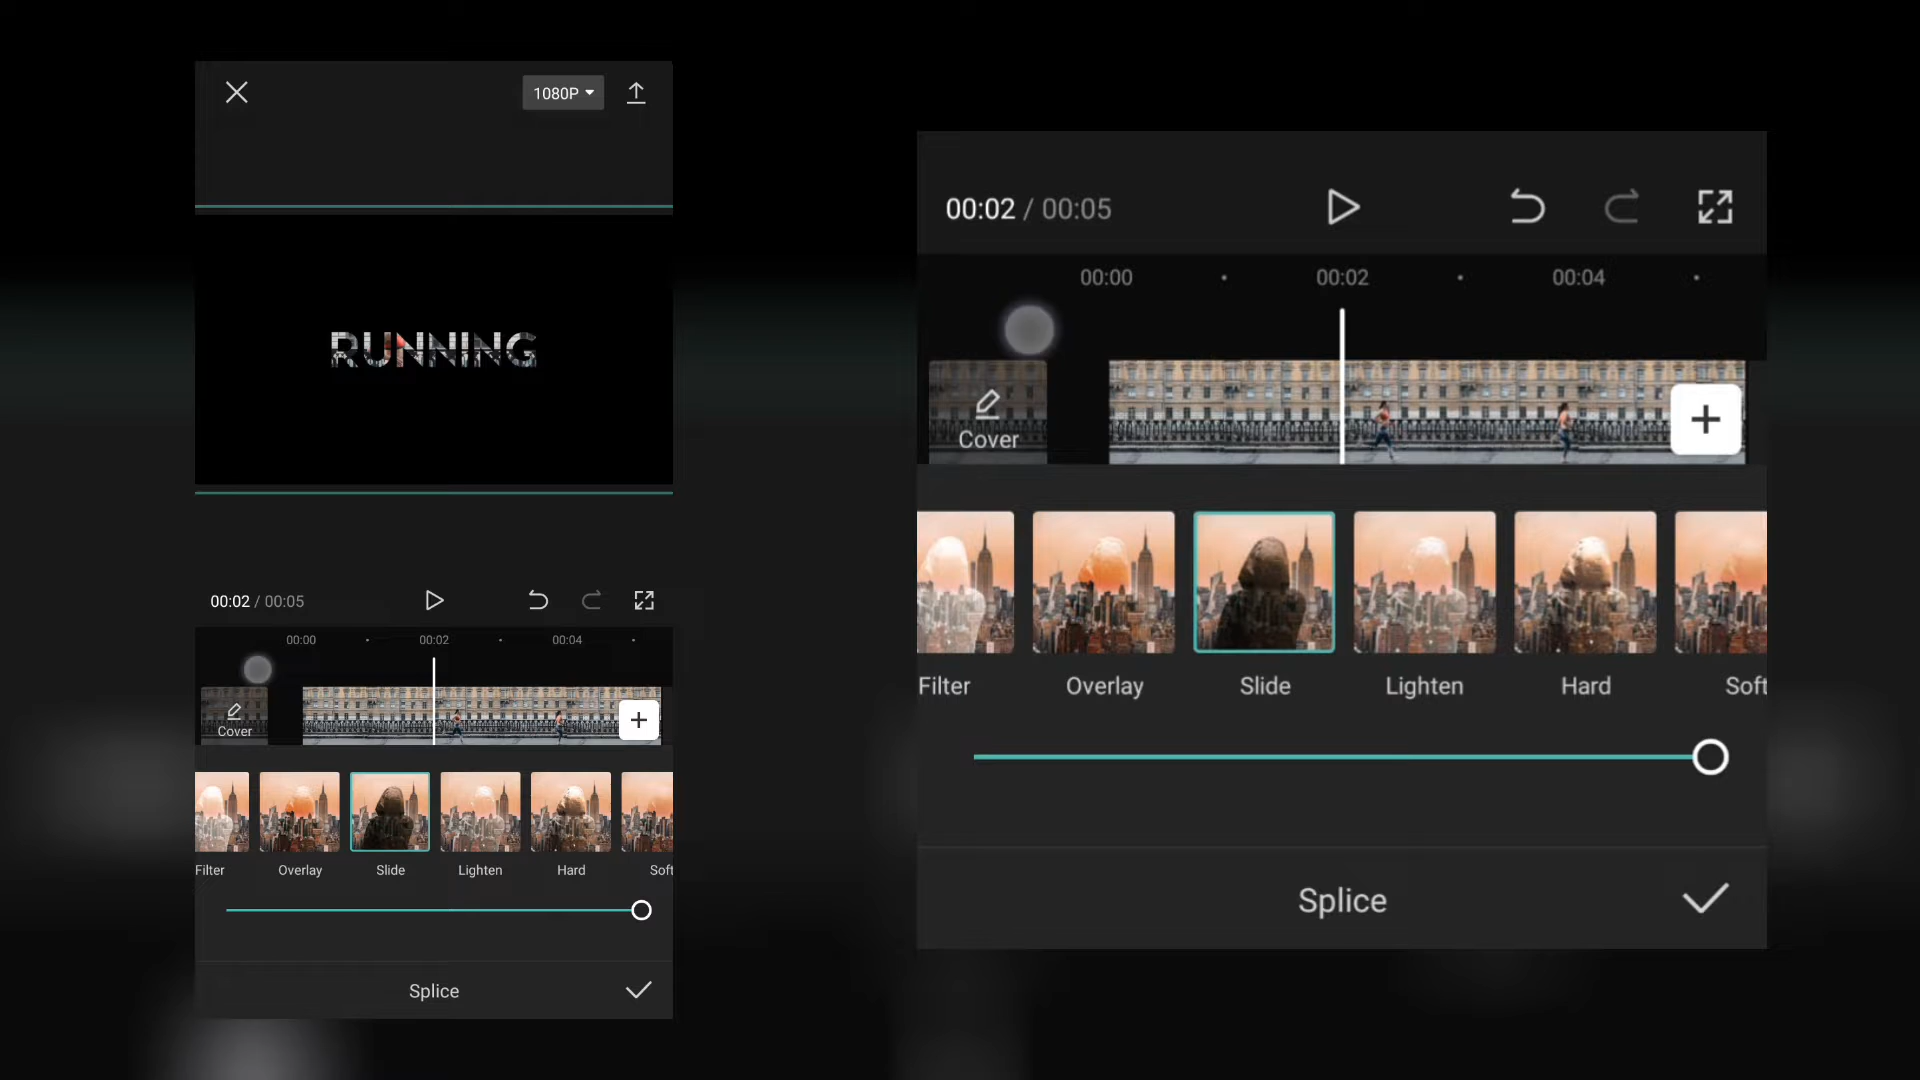 1080P
RUNNING
00:02 / 00:05
00:00 00:02 00:04
Cover
Filter Overlay Slide Lighten Hard Soft
Splice
00:02 / 00:05
00:00 00:02 00:04
Cover
Filter Overlay Slide Lighten Hard Soft
Splice